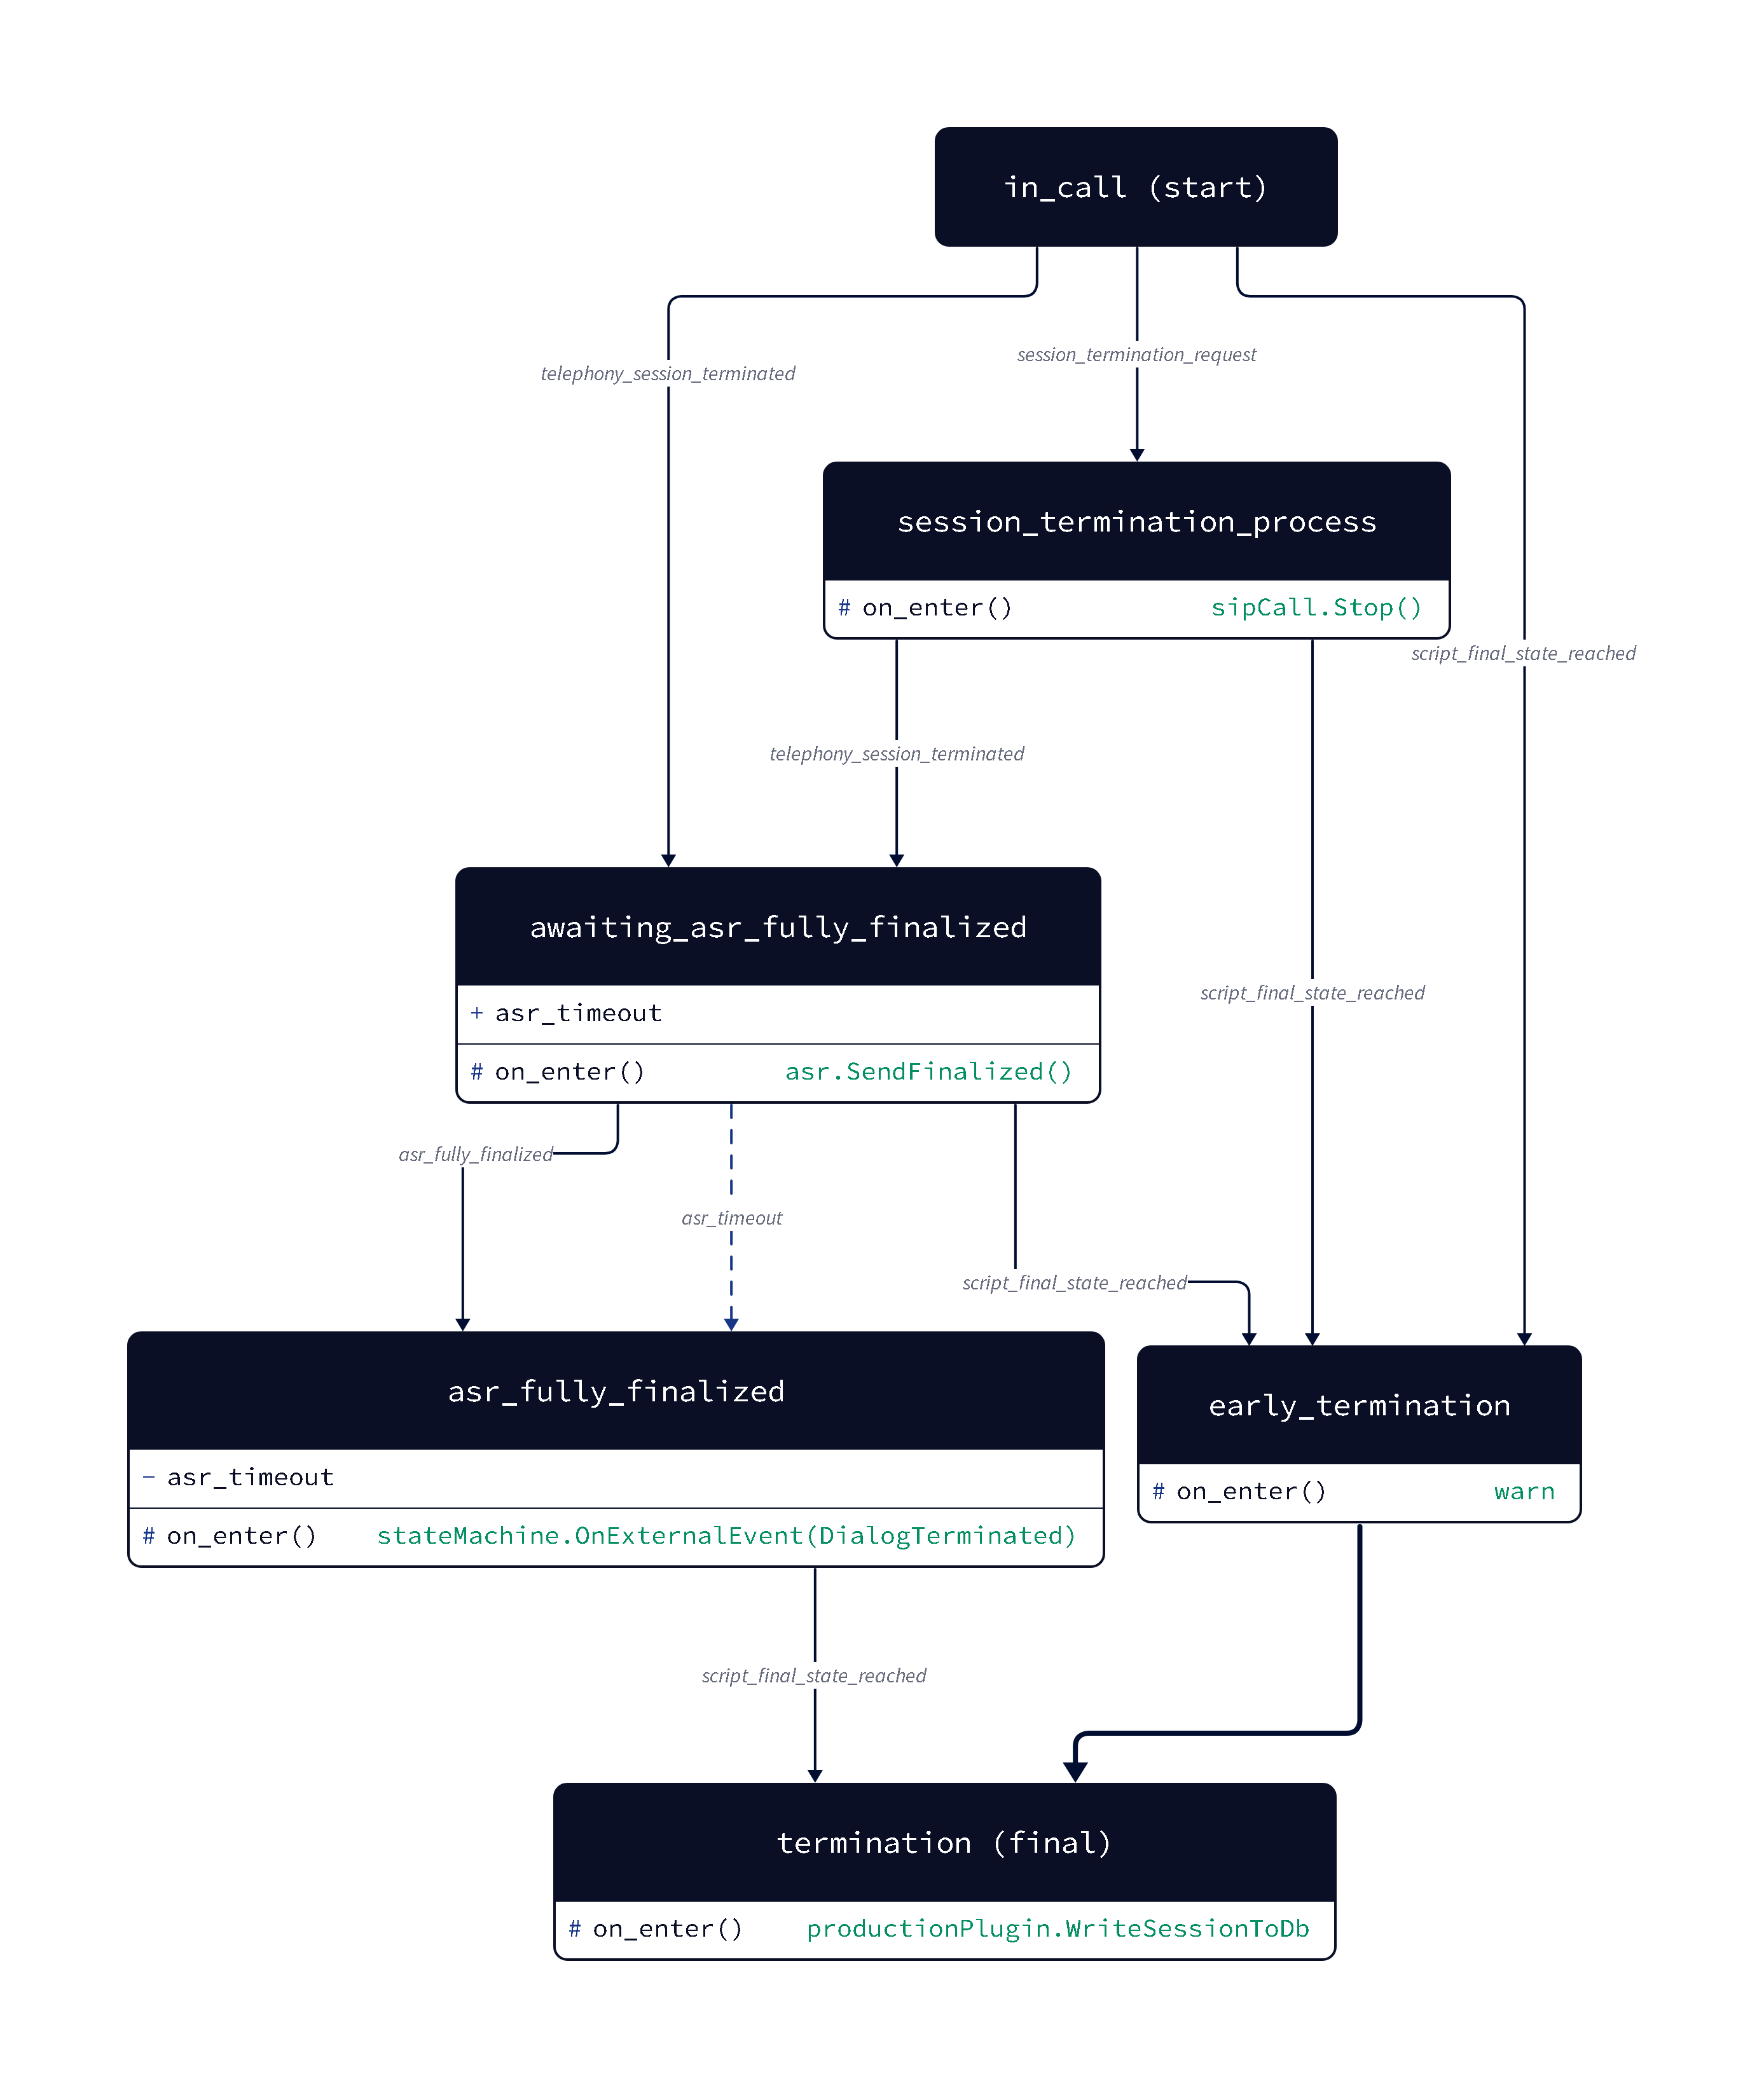 in_call (start)
session_termination_request
telephony_session_terminated
session_termination_process
# on_enter() sipCall.Stop()
script_final_state_reached
telephony_session_terminated
awaiting_asr_fully_finalized
script_final_state_reached
+ asr_timeout
# on_enter() asr.SendFinalized()
asr_fully_finalized
asr_timeout
script_final_state_reached
asr_fully_finalized
early_termination
− asr_timeout
# on_enter() warn
# on_enter() stateMachine.OnExternalEvent(DialogTerminated)
script_final_state_reached
termination (final)
# on_enter() productionPlugin.WriteSessionToDb